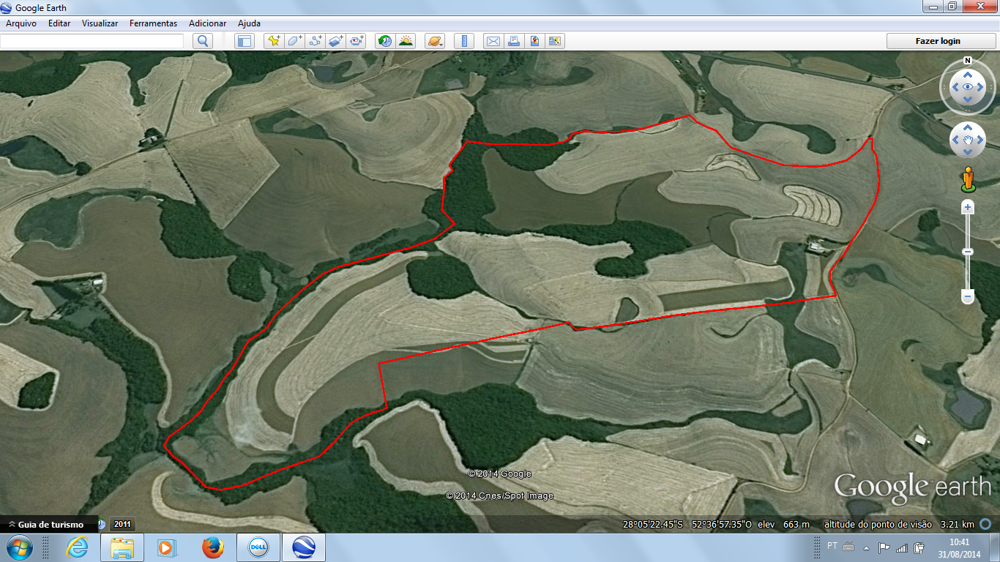 Google Earth
Arquivo Editar Visualizar Ferramentas Adicionar Ajuda
Fazer login
N
© 2014 Google
© 2014 Cnes/Spot Image
Google earth
Guia de turismo 2011
28°05'22.45"S 52°36'57.35"O elev 663 m altitude do ponto de visão 3.21 km
DELL
PT
10:41
31/08/2014